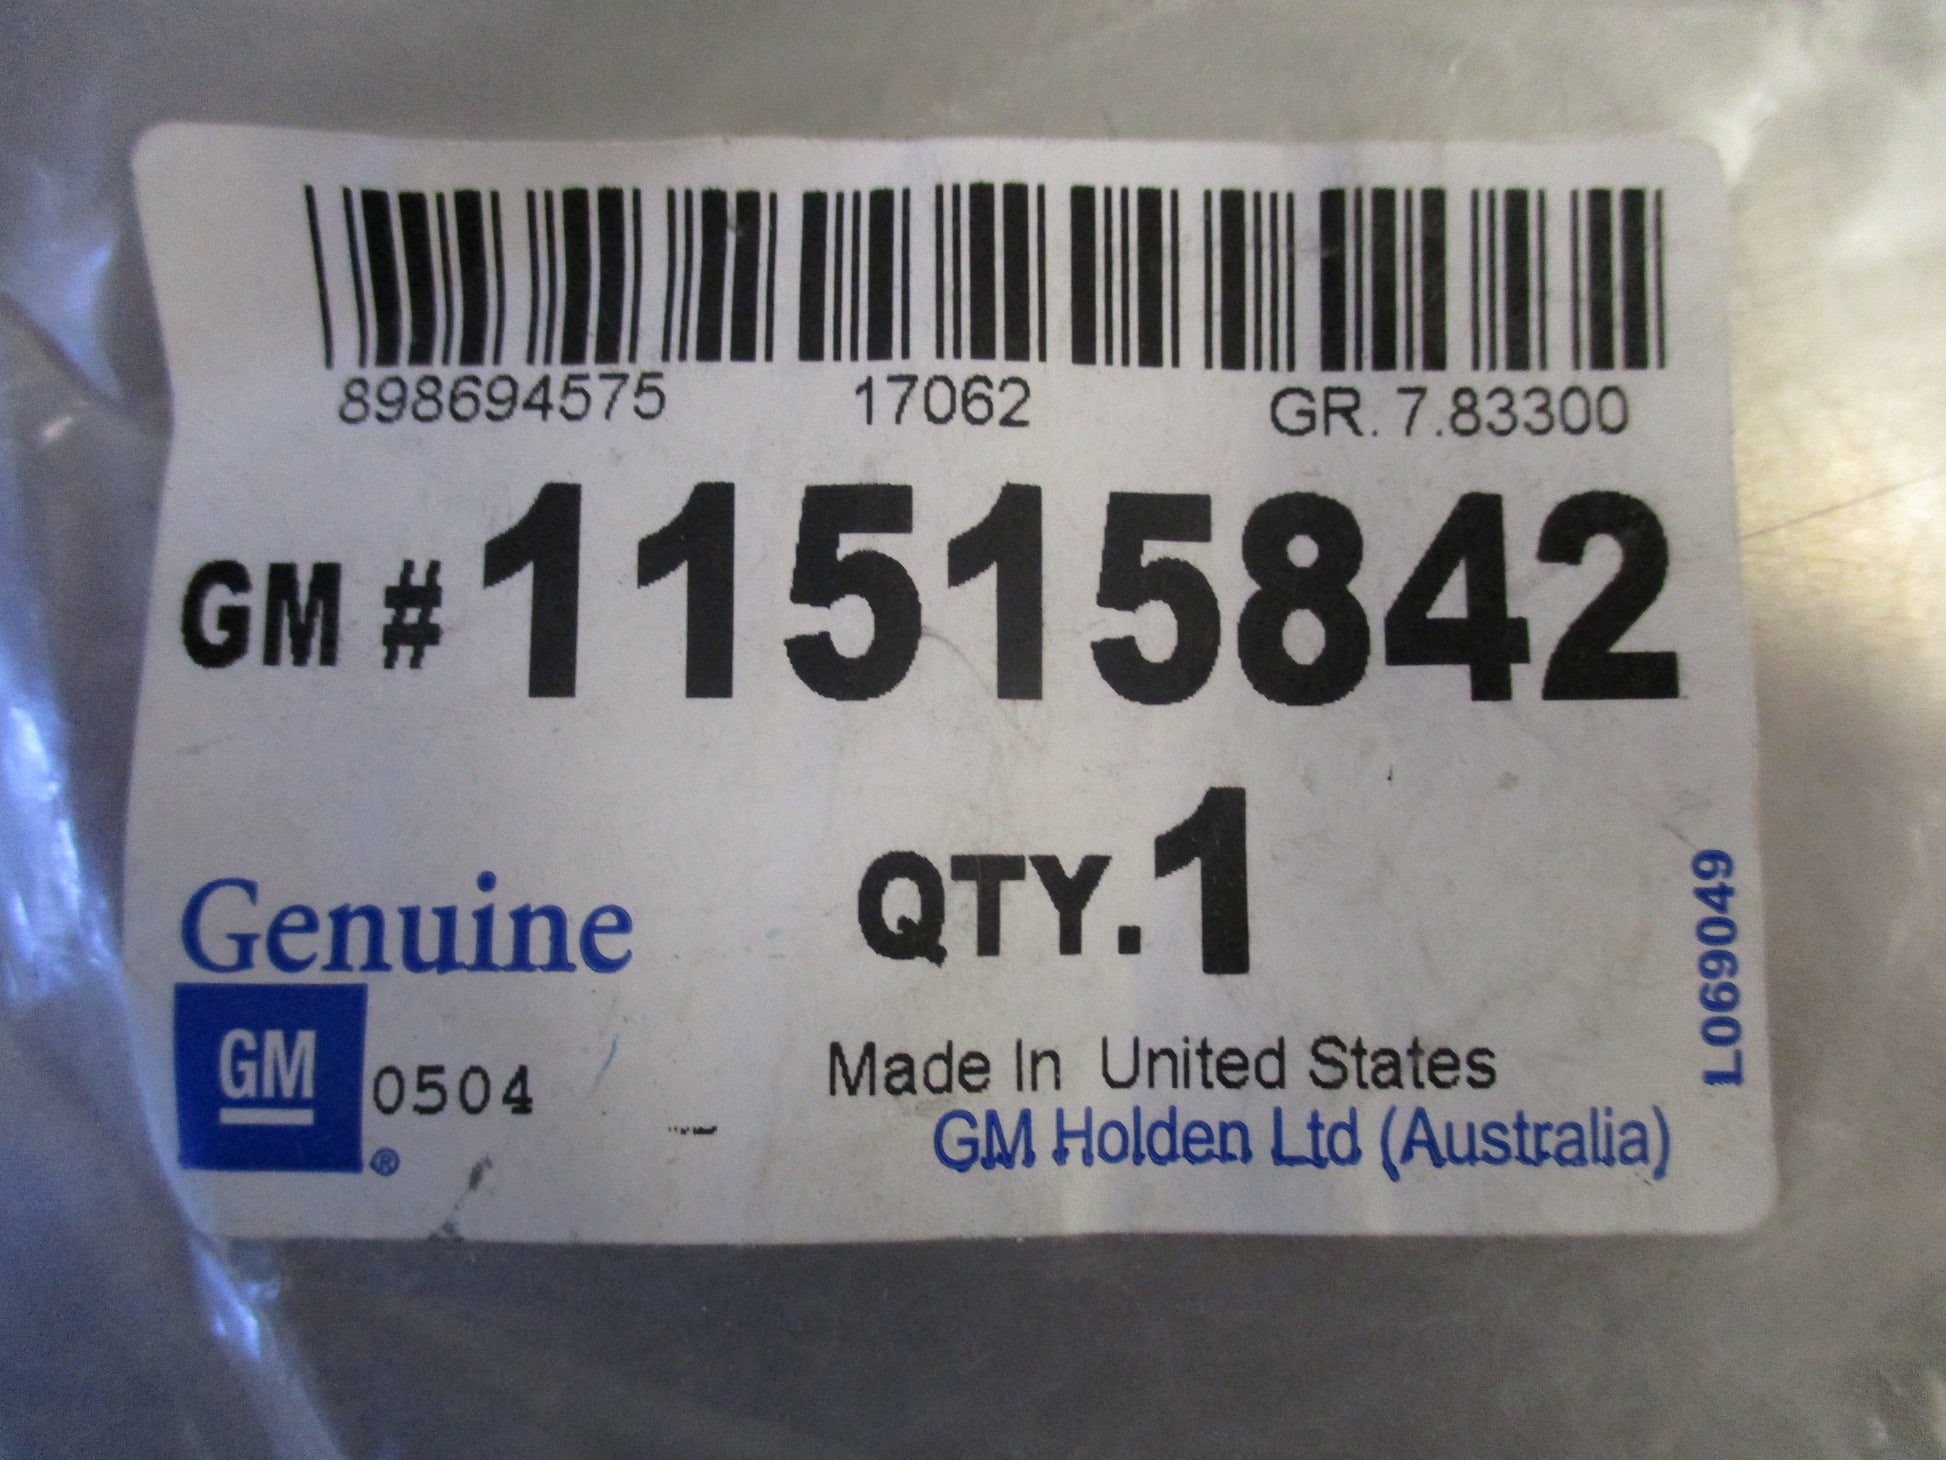 898694575 17062 GR. 7.83300
GM # 11515842
QTY. 1
Genuine
GM 0504
®
Made In United States
GM Holden Ltd (Australia)
L069049